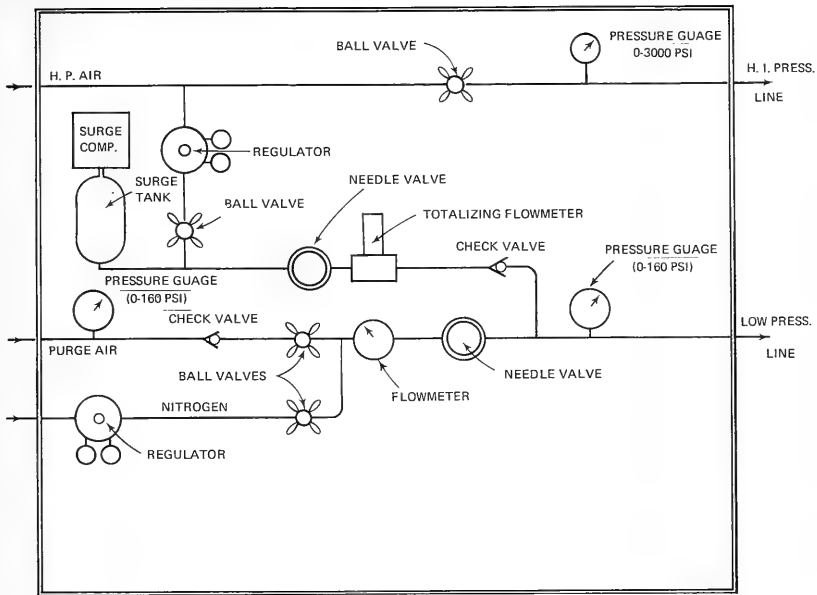 BALL VALVE
PRESSURE GUAGE
0-3000 PSI
H. P. AIR
H. I. PRESS.
LINE
SURGE
COMP.
REGULATOR
SURGE
TANK
NEEDLE VALVE
BALL VALVE
TOTALIZING FLOWMETER
CHECK VALVE
PRESSURE GUAGE
(0-160 PSI)
PRESSURE GUAGE
(0-160 PSI)
CHECK VALVE
LOW PRESS.
LINE
PURGE AIR
BALL VALVES
FLOWMETER
NEEDLE VALVE
NITROGEN
REGULATOR